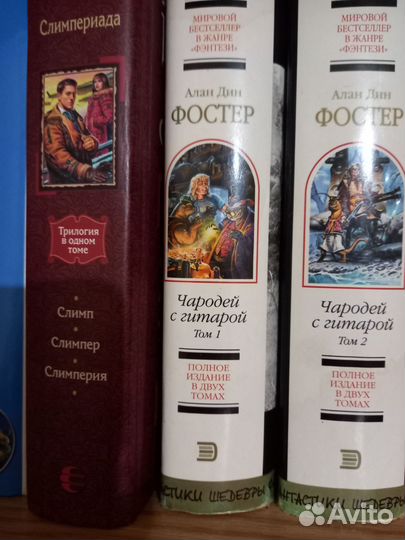 Слимпериада
Трилогия
в одном
томе
Слимп
Слимпер
Слимперия
МИРОВОЙ
БЕСТСЕЛЛЕР
В ЖАНРЕ
«ФЭНТЕЗИ»
Алан Дин
ФОСТЕР
Чародей
с гитарой
Том 1
ПОЛНОЕ
ИЗДАНИЕ
В ДВУХ
ТОМАХ
Э
МИРОВОЙ
БЕСТСЕЛЛЕР
В ЖАНРЕ
«ФЭНТЕЗИ»
Алан Дин
ФОСТЕР
Чародей
с гитарой
Том 2
ПОЛНОЕ
ИЗДАНИЕ
В ДВУХ
ТОМАХ
Э
ШЕДЕВРЫ
ШЕДЕВРЫ
Avito